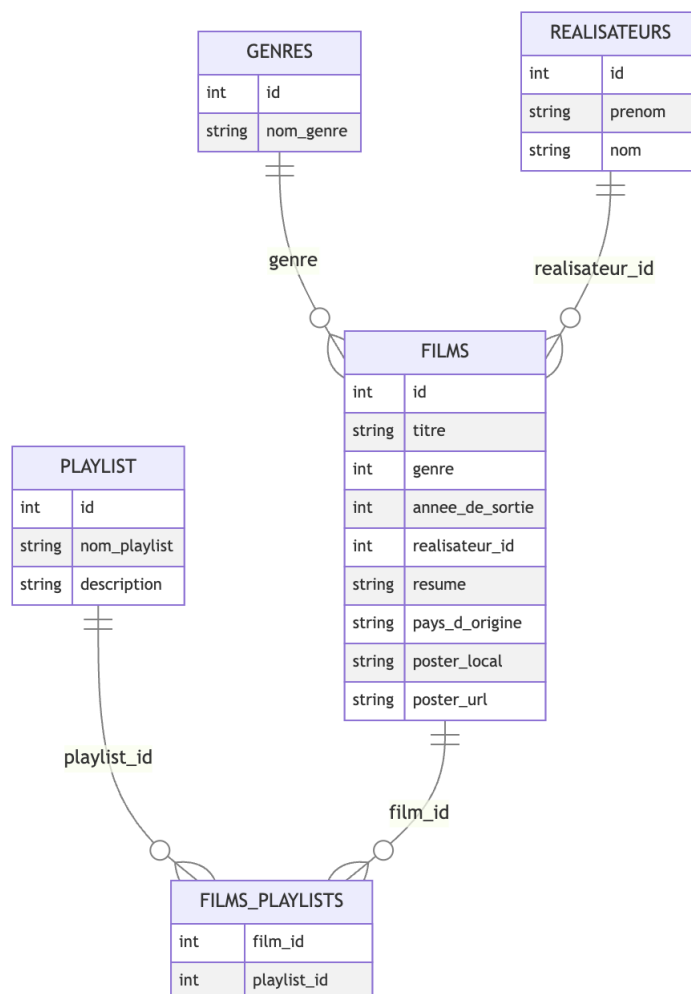 GENRES
int id
string nom_genre
REALISATEURS
int id
string prenom
string nom
genre
realisateur_id
FILMS
int id
string titre
int genre
int annee_de_sortie
int realisateur_id
string resume
string pays_d_origine
string poster_local
string poster_url
PLAYLIST
int id
string nom_playlist
string description
playlist_id
film_id
FILMS_PLAYLISTS
int film_id
int playlist_id